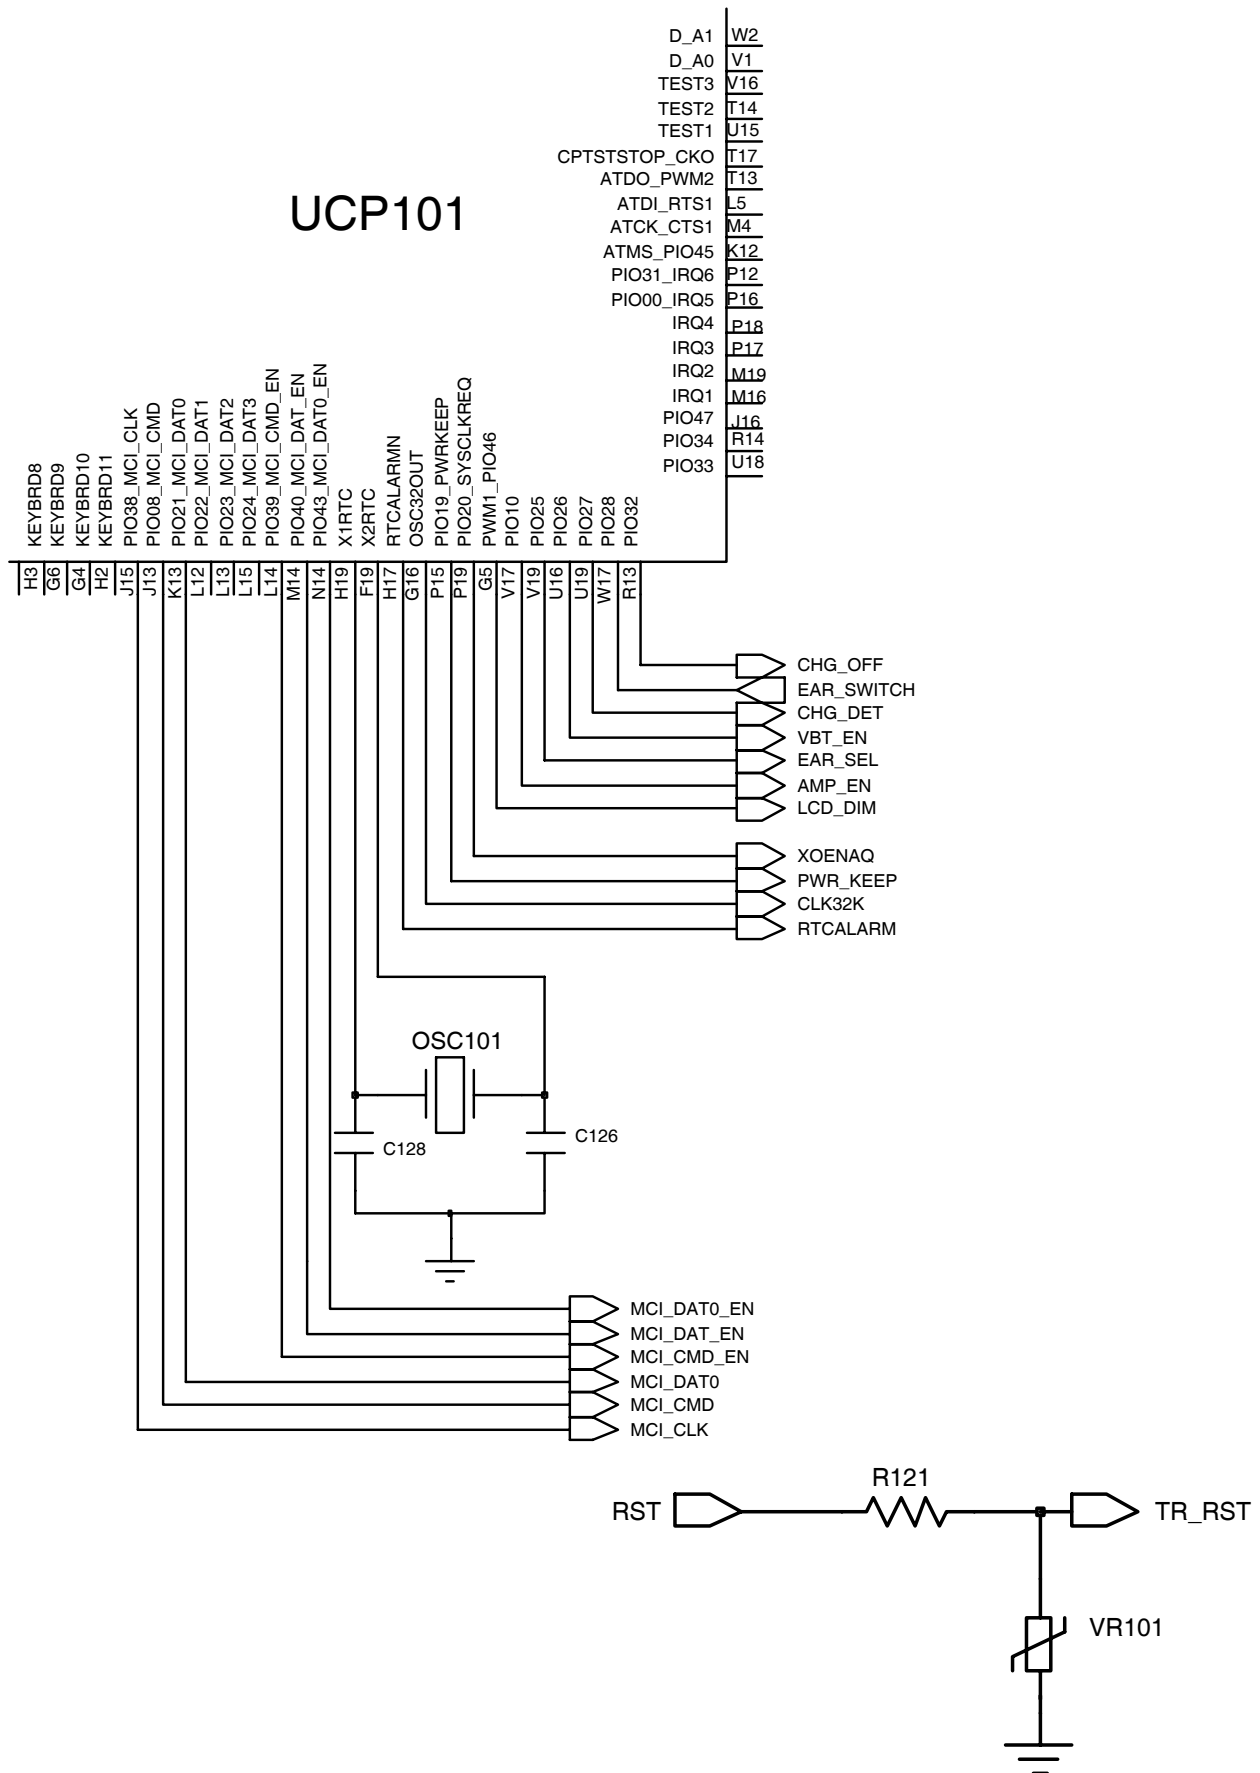 D_A1 W2
D_A0 V1
TEST3 V16
TEST2 T14
TEST1 U15
CPTSTSTOP_CKO T17
ATDO_PWM2 T13
ATDI_RTS1 L5
ATCK_CTS1 M4
ATMS_PIO45 K12
PIO31_IRQ6 P12
PIO00_IRQ5 P16
IRQ4 P18
IRQ3 P17
IRQ2 M19
IRQ1 M16
PIO47 J16
PIO34 R14
PIO33 U18
UCP101
KEYBRD8
KEYBRD9
KEYBRD10
KEYBRD11
PIO38_MCI_CLK
PIO08_MCI_CMD
PIO21_MCI_DAT0
PIO22_MCI_DAT1
PIO23_MCI_DAT2
PIO24_MCI_DAT3
PIO39_MCI_CMD_EN
PIO40_MCI_DAT_EN
PIO43_MCI_DAT0_EN
X1RTC
X2RTC
RTCALARMN
OSC32OUT
PIO19_PWRKEEP
PIO20_SYSCLKREQ
PWM1_PIO46
PIO10
PIO25
PIO26
PIO27
PIO28
PIO32
H3
G6
G4
H2
J15
J13
K13
L12
L13
L15
L14
M14
N14
H19
F19
H17
G16
P15
P19
G5
V17
V19
U16
U19
W17
R13
CHG_OFF
EAR_SWITCH
CHG_DET
VBT_EN
EAR_SEL
AMP_EN
LCD_DIM
XOENAQ
PWR_KEEP
CLK32K
RTCALARM
OSC101
C128
C126
MCI_DAT0_EN
MCI_DAT_EN
MCI_CMD_EN
MCI_DAT0
MCI_CMD
MCI_CLK
R121
RST
TR_RST
VR101